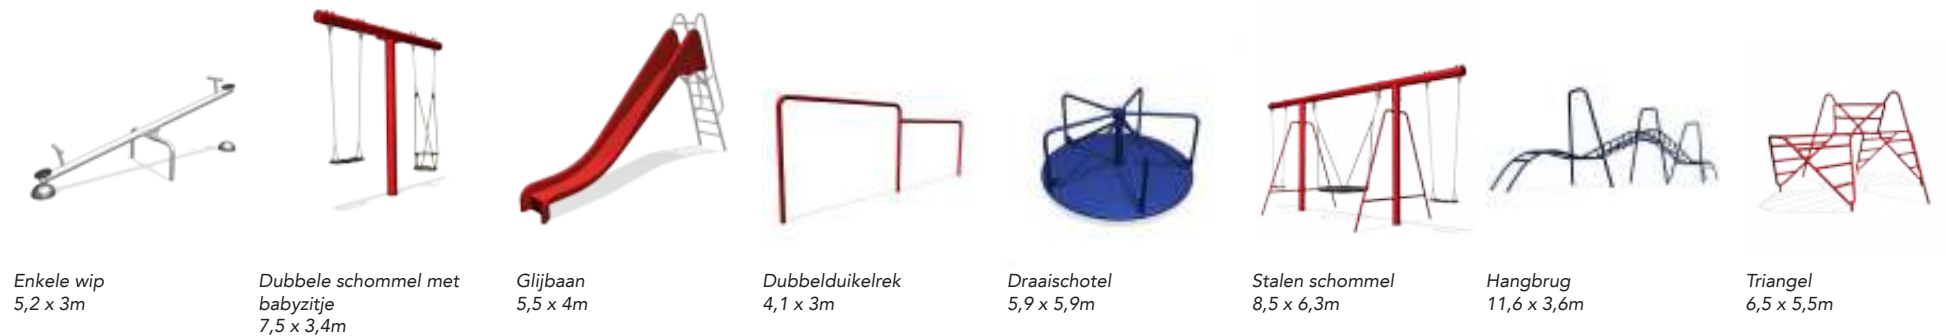 Enkele wip
5,2 x 3m
Dubbele schommel met
babyzitje
7,5 x 3,4m
Glijbaan
5,5 x 4m
Dubbelduikelrek
4,1 x 3m
Draaischotel
5,9 x 5,9m
Stalen schommel
8,5 x 6,3m
Hangbrug
11,6 x 3,6m
Triangel
6,5 x 5,5m